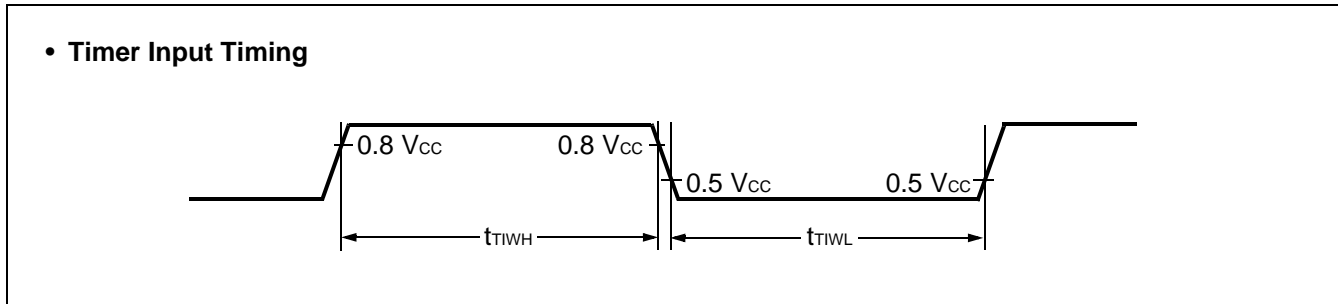 • Timer Input Timing
0.8 VCC 0.8 VCC
0.5 VCC 0.5 VCC
tTIWH tTIWL